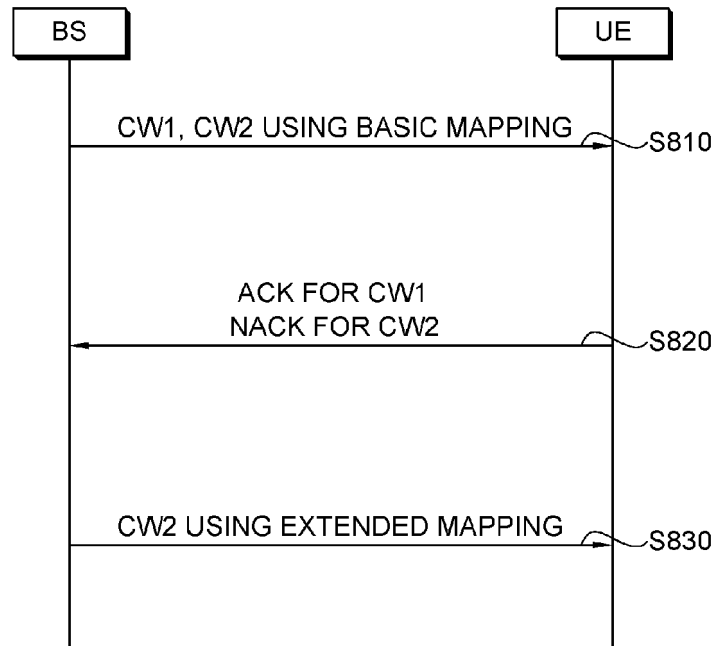 BS
UE
CW1, CW2 USING BASIC MAPPING
S810
ACK FOR CW1
NACK FOR CW2
S820
CW2 USING EXTENDED MAPPING
S830